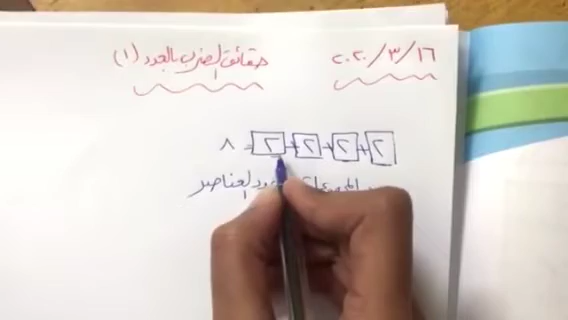 ٢٠٢٠/٣/١٦
حقائق الضرب بالعدد (١)
٢ + ٢ + ٢ + ٢ = ٨
العناصر